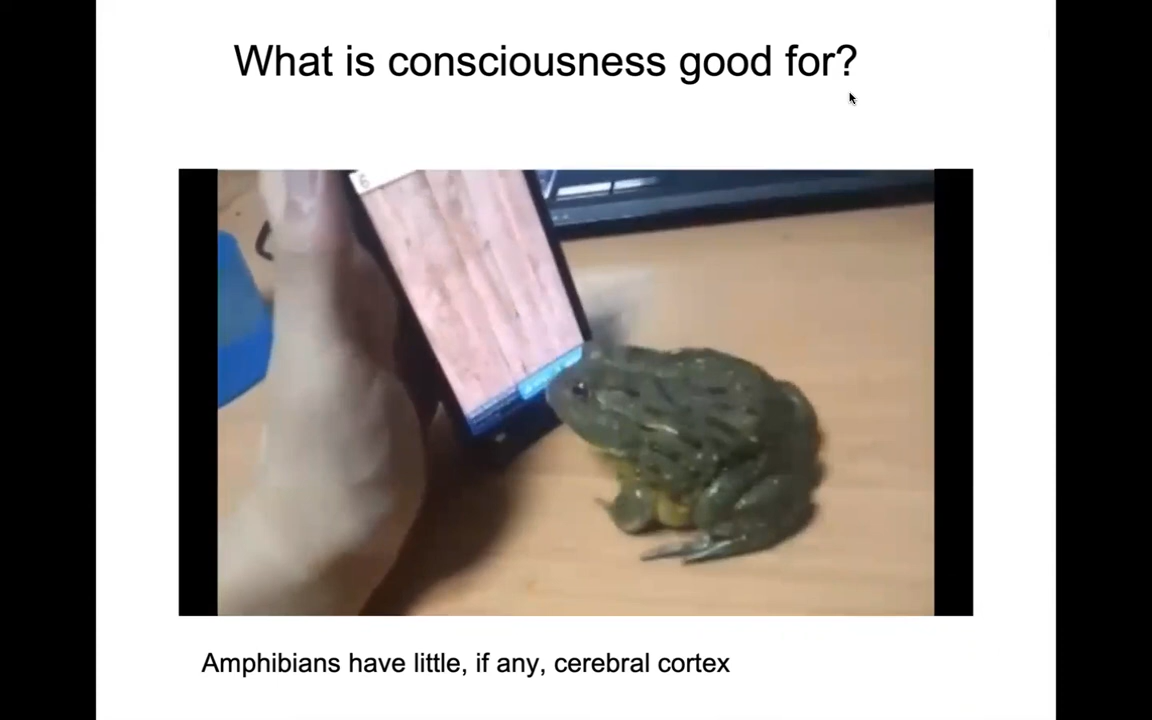 What is consciousness good for?
Amphibians have little, if any, cerebral cortex